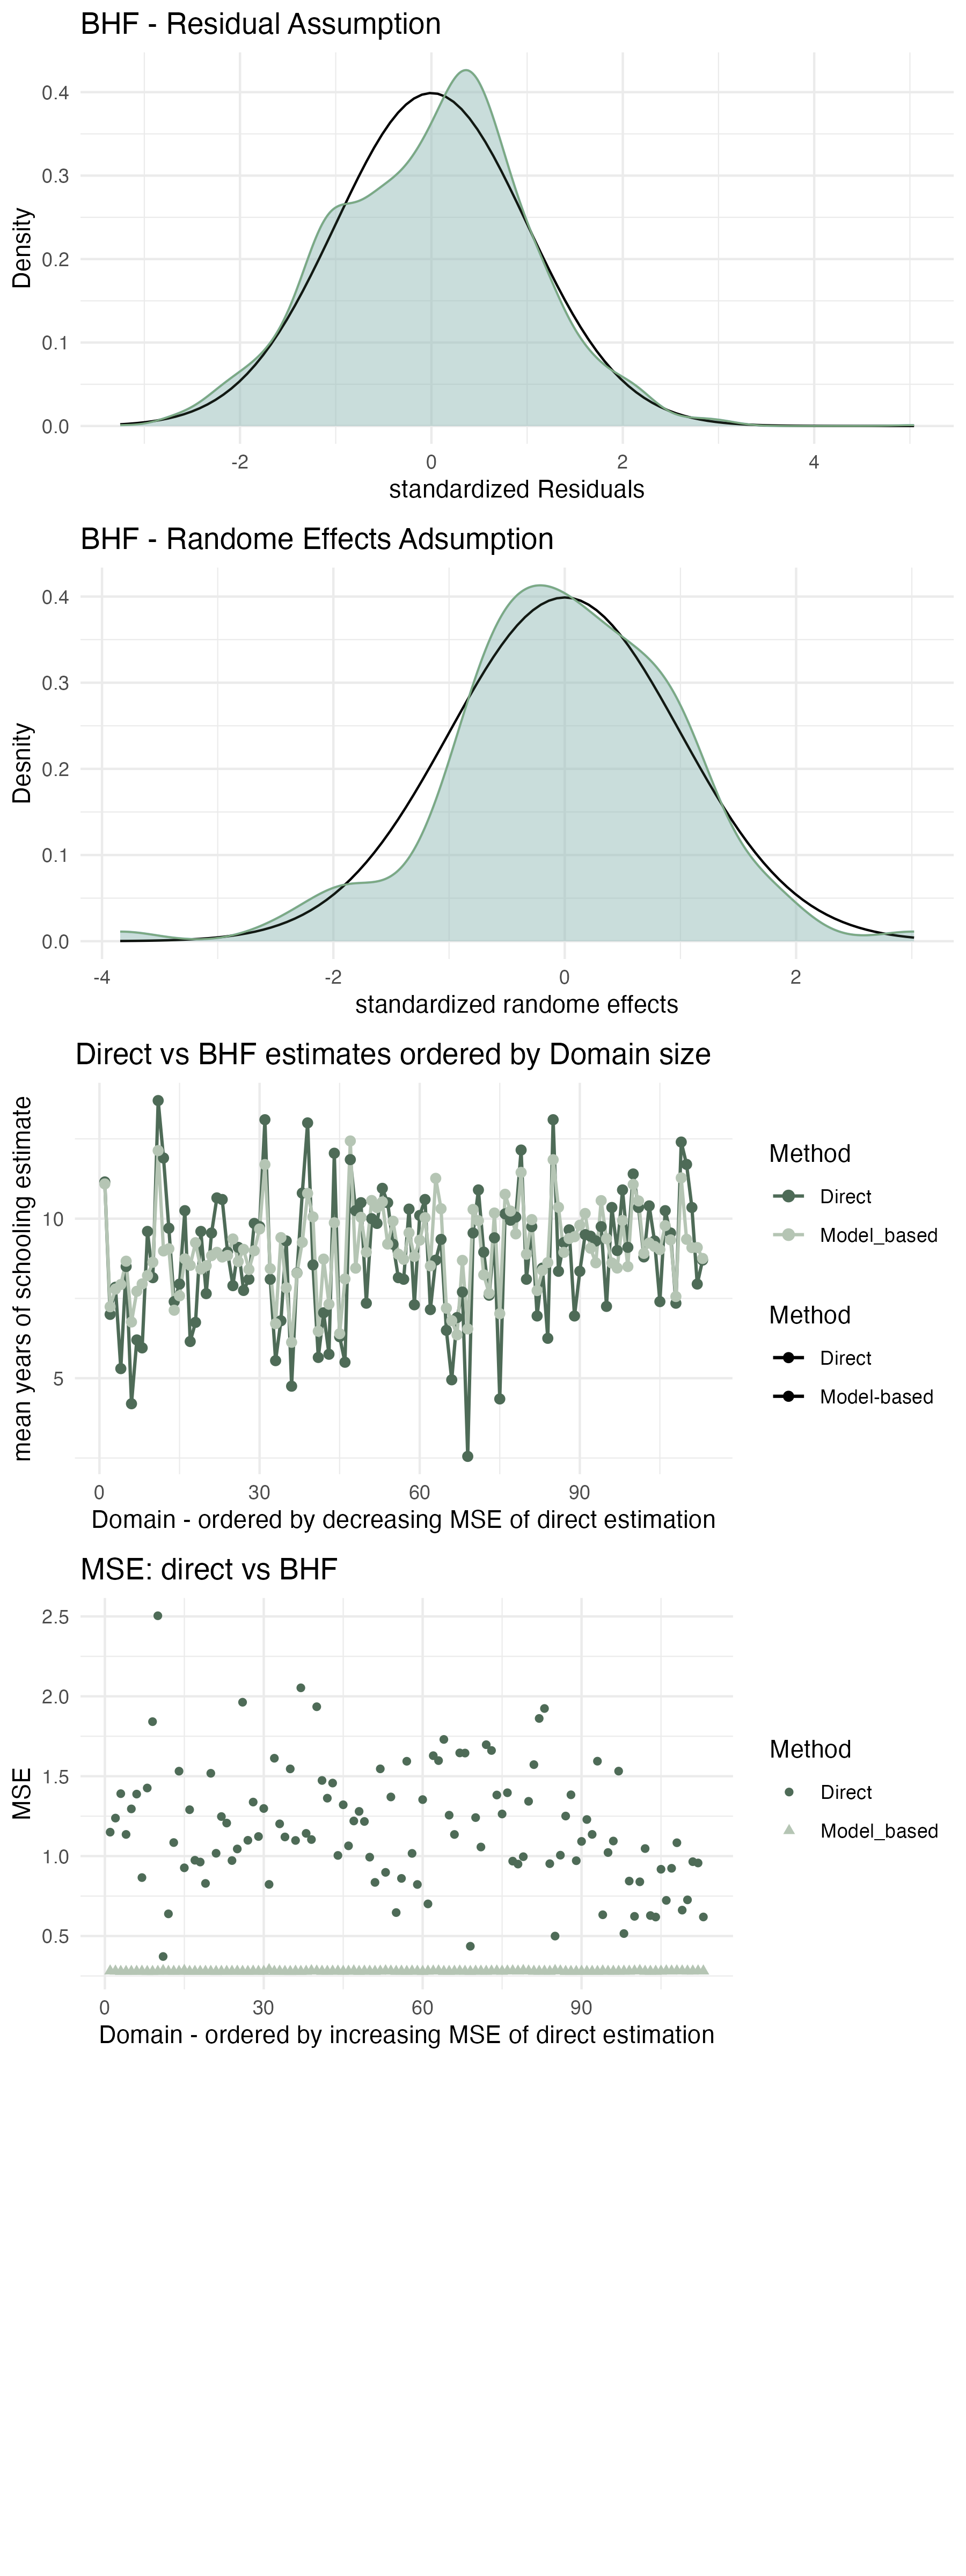 BHF - Residual Assumption
0.4
0.3
0.2
0.1
0.0
Density
-2
0
2
4
standardized Residuals
BHF - Randome Effects Adsumption
0.4
0.3
0.2
0.1
0.0
Desnity
-4
-2
0
2
standardized randome effects
Direct vs BHF estimates ordered by Domain size
10
5
mean years of schooling estimate
0
30
60
90
Domain - ordered by decreasing MSE of direct estimation
Method
Direct
Model_based
Method
Direct
Model-based
MSE: direct vs BHF
2.5
2.0
1.5
1.0
0.5
MSE
0
30
60
90
Domain - ordered by increasing MSE of direct estimation
Method
Direct
Model_based